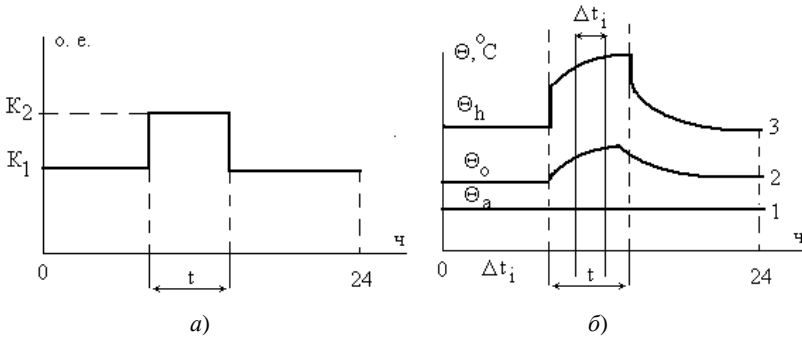 о. е.
K₂
K₁
0
t
24
ч
а)
Δtᵢ
Θ,°C
Θₕ
3
Θₒ
2
Θₐ
1
ч
0
Δtᵢ
t
24
б)